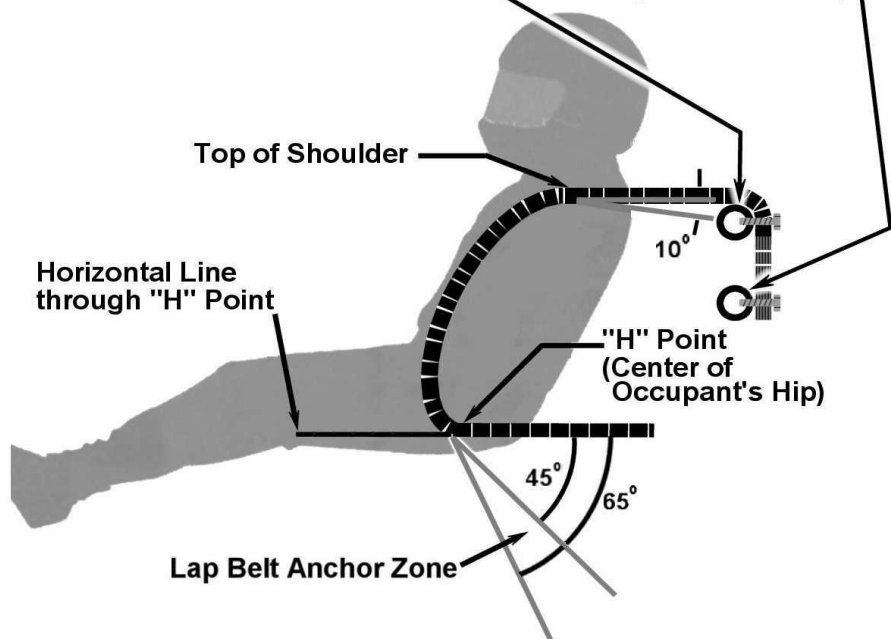 Top of Shoulder
10°
Horizontal Line
through "H" Point
"H" Point
(Center of
Occupant's Hip)
45°
65°
Lap Belt Anchor Zone